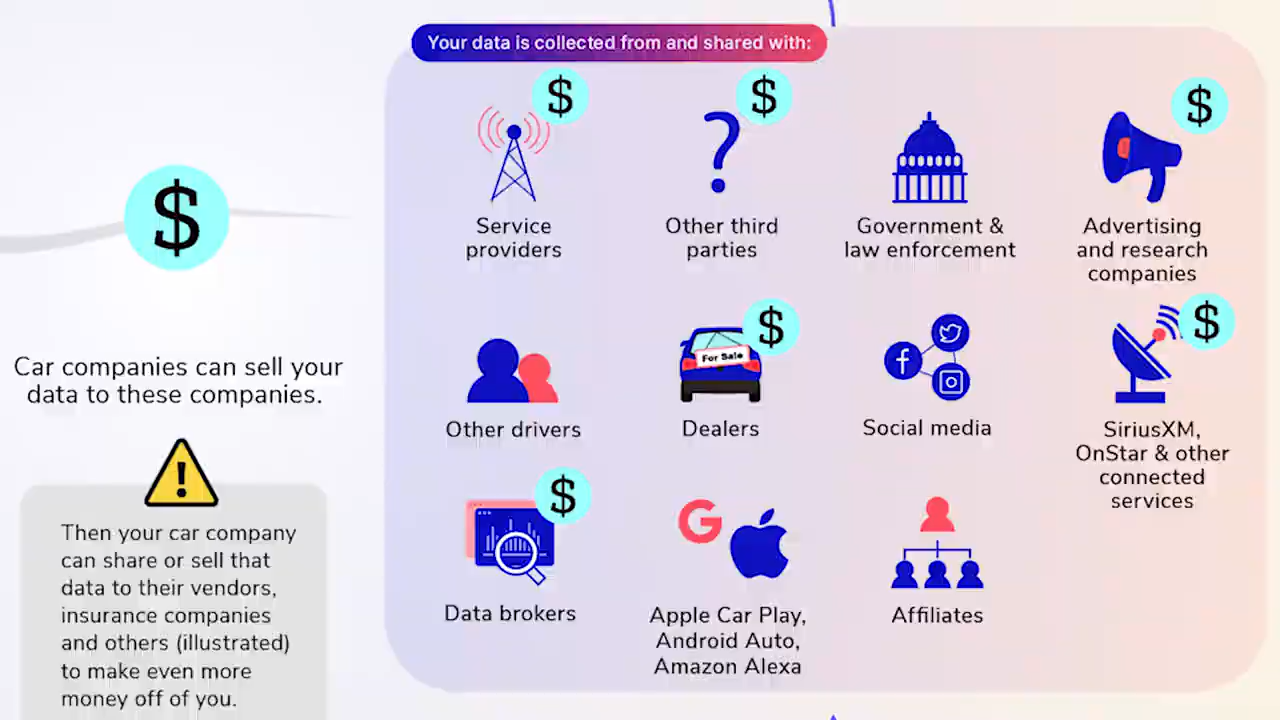 Your data is collected from and shared with:
$
$
$
Service
providers
Other third
parties
Government &
law enforcement
Advertising
and research
companies
$
Car companies can sell your
data to these companies.
$
$
For Sale
Other drivers
Dealers
Social media
SiriusXM,
OnStar & other
connected
services
Then your car company
can share or sell that
data to their vendors,
insurance companies
and others (illustrated)
to make even more
money off of you.
$
Data brokers
Apple Car Play,
Android Auto,
Amazon Alexa
Affiliates